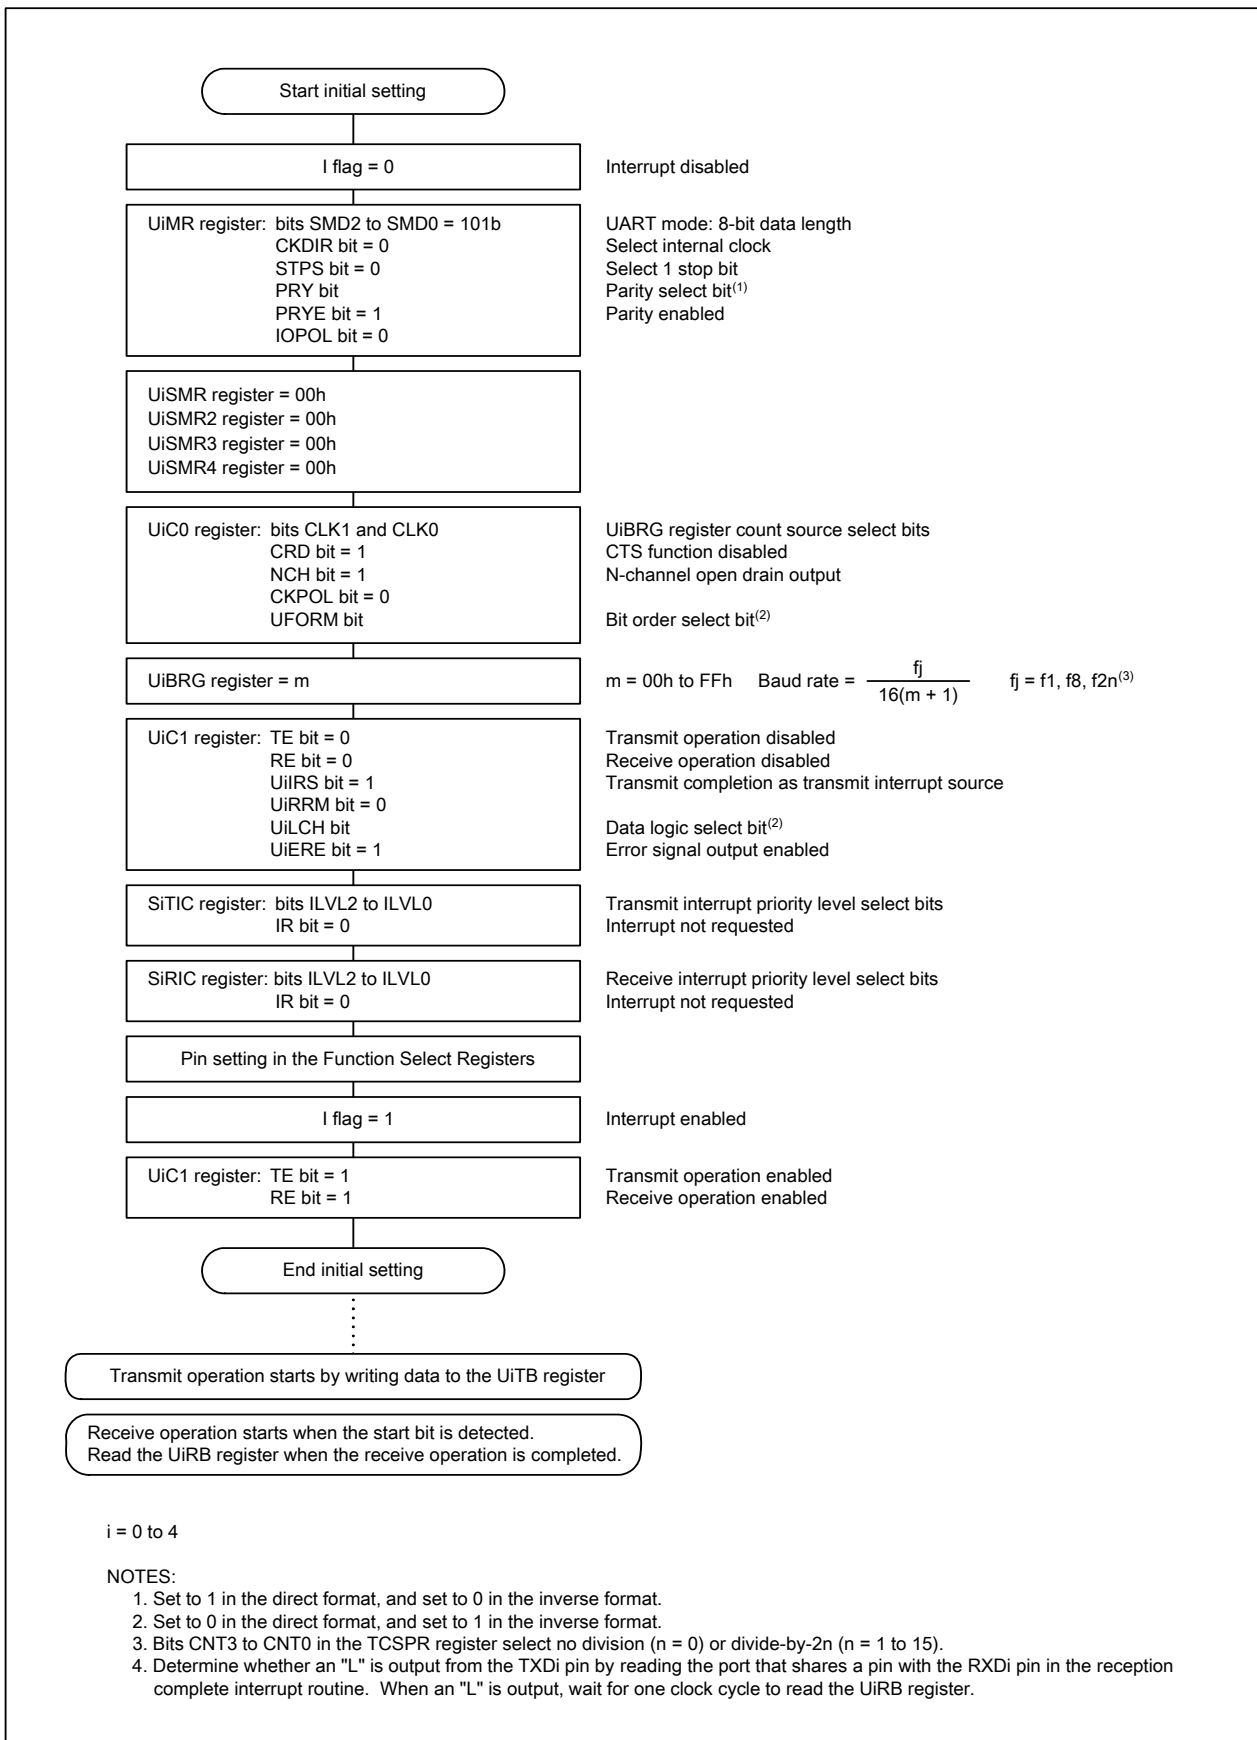 Start initial setting
I flag = 0 Interrupt disabled
UiMR register: bits SMD2 to SMD0 = 101b UART mode: 8-bit data length
CKDIR bit = 0 Select internal clock
STPS bit = 0 Select 1 stop bit
PRY bit Parity select bit(1)
PRYE bit = 1 Parity enabled
IOPOL bit = 0
UiSMR register = 00h
UiSMR2 register = 00h
UiSMR3 register = 00h
UiSMR4 register = 00h
UiC0 register: bits CLK1 and CLK0 UiBRG register count source select bits
CRD bit = 1 CTS function disabled
NCH bit = 1 N-channel open drain output
CKPOL bit = 0
UFORM bit Bit order select bit(2)
UiBRG register = m m = 00h to FFh Baud rate = fj / 16(m + 1) fj = f1, f8, f2n(3)
UiC1 register: TE bit = 0 Transmit operation disabled
RE bit = 0 Receive operation disabled
UiIRS bit = 1 Transmit completion as transmit interrupt source
UiRRM bit = 0
UiLCH bit Data logic select bit(2)
UiERE bit = 1 Error signal output enabled
SiTIC register: bits ILVL2 to ILVL0 Transmit interrupt priority level select bits
IR bit = 0 Interrupt not requested
SiRIC register: bits ILVL2 to ILVL0 Receive interrupt priority level select bits
IR bit = 0 Interrupt not requested
Pin setting in the Function Select Registers
I flag = 1 Interrupt enabled
UiC1 register: TE bit = 1 Transmit operation enabled
RE bit = 1 Receive operation enabled
End initial setting
Transmit operation starts by writing data to the UiTB register
Receive operation starts when the start bit is detected.
Read the UiRB register when the receive operation is completed.
i = 0 to 4
NOTES:
1. Set to 1 in the direct format, and set to 0 in the inverse format.
2. Set to 0 in the direct format, and set to 1 in the inverse format.
3. Bits CNT3 to CNT0 in the TCSPR register select no division (n = 0) or divide-by-2n (n = 1 to 15).
4. Determine whether an "L" is output from the TXDi pin by reading the port that shares a pin with the RXDi pin in the reception
complete interrupt routine. When an "L" is output, wait for one clock cycle to read the UiRB register.